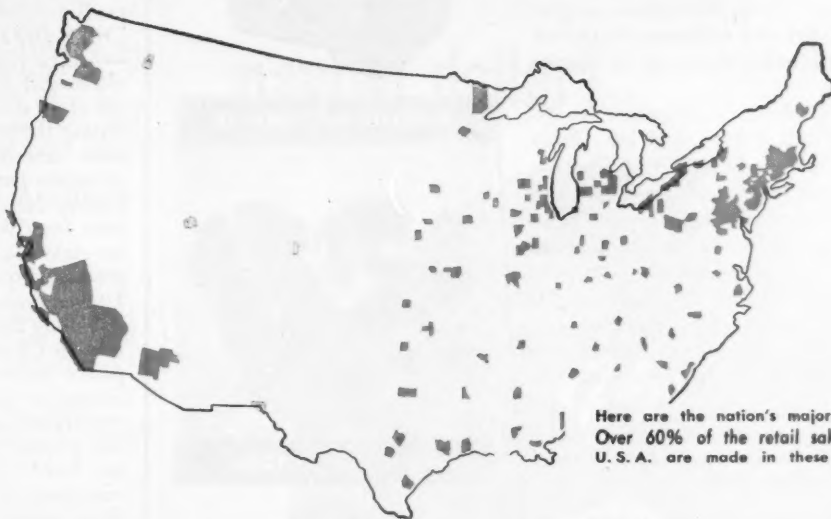 Here are the nation's major
Over 60% of the retail sal
U. S. A. are made in these